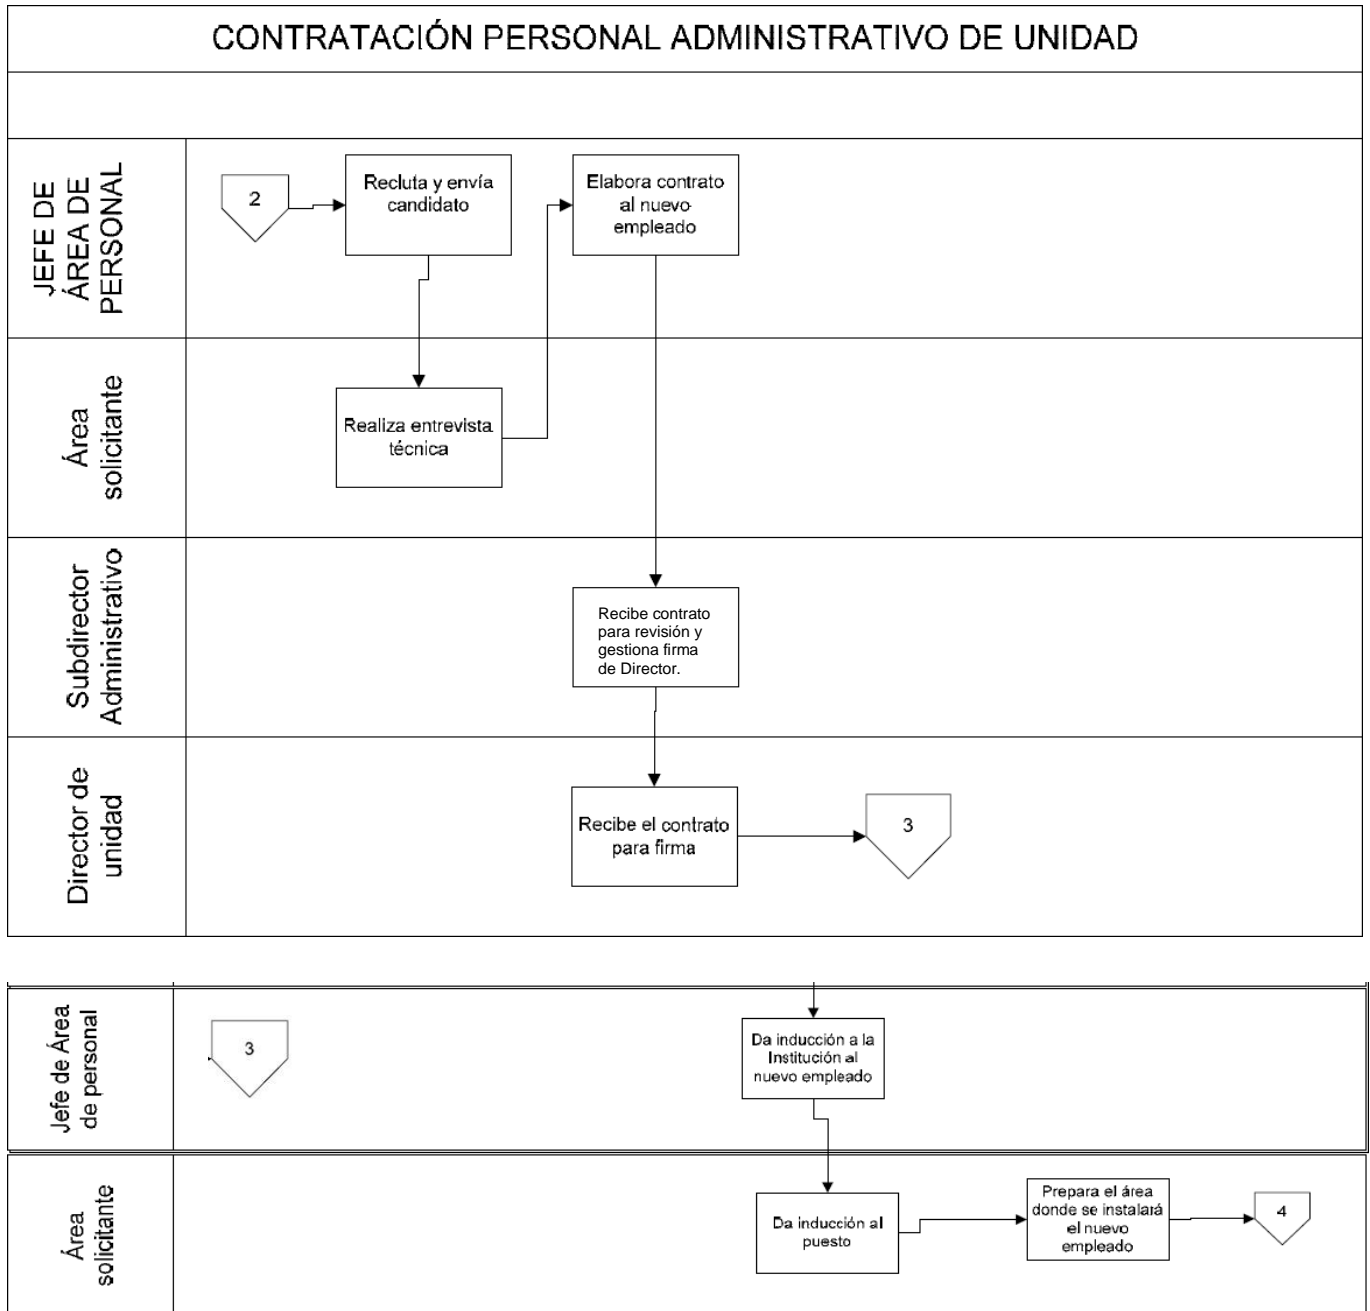 CONTRATACIÓN PERSONAL ADMINISTRATIVO DE UNIDAD
JEFE DE
ÁREA DE
PERSONAL
2
Recluta y envía
candidato
Elabora contrato
al nuevo
empleado
Área
solicitante
Realiza entrevista
técnica
Subdirector
Administrativo
Recibe contrato
para revisión y
gestiona firma
de Director.
Director de
unidad
Recibe el contrato
para firma
3
Jefe de Área
de personal
3
Da inducción a la
Institución al
nuevo empleado
Área
solicitante
Da inducción al
puesto
Prepara el área
donde se instalará
el nuevo
empleado
4